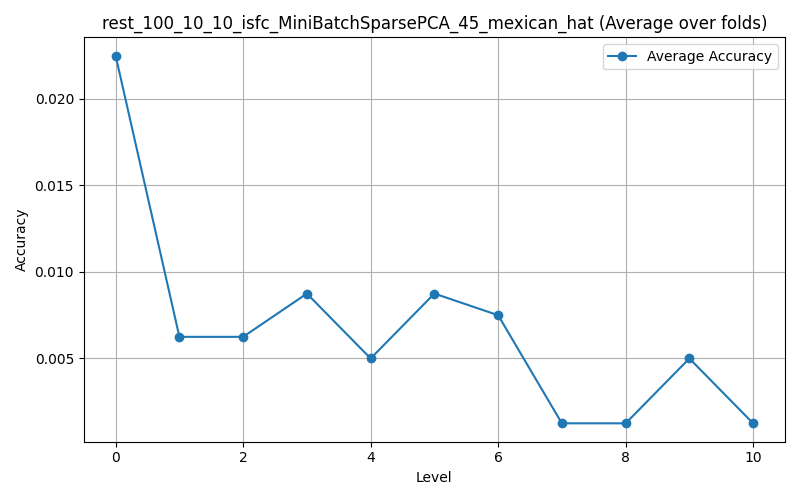 rest_100_10_10_isfc_MiniBatchSparsePCA_45_mexican_hat (Average over folds)
Average Accuracy
0.020
0.015
0.010
0.005
Accuracy
0 2 4 6 8 10
Level